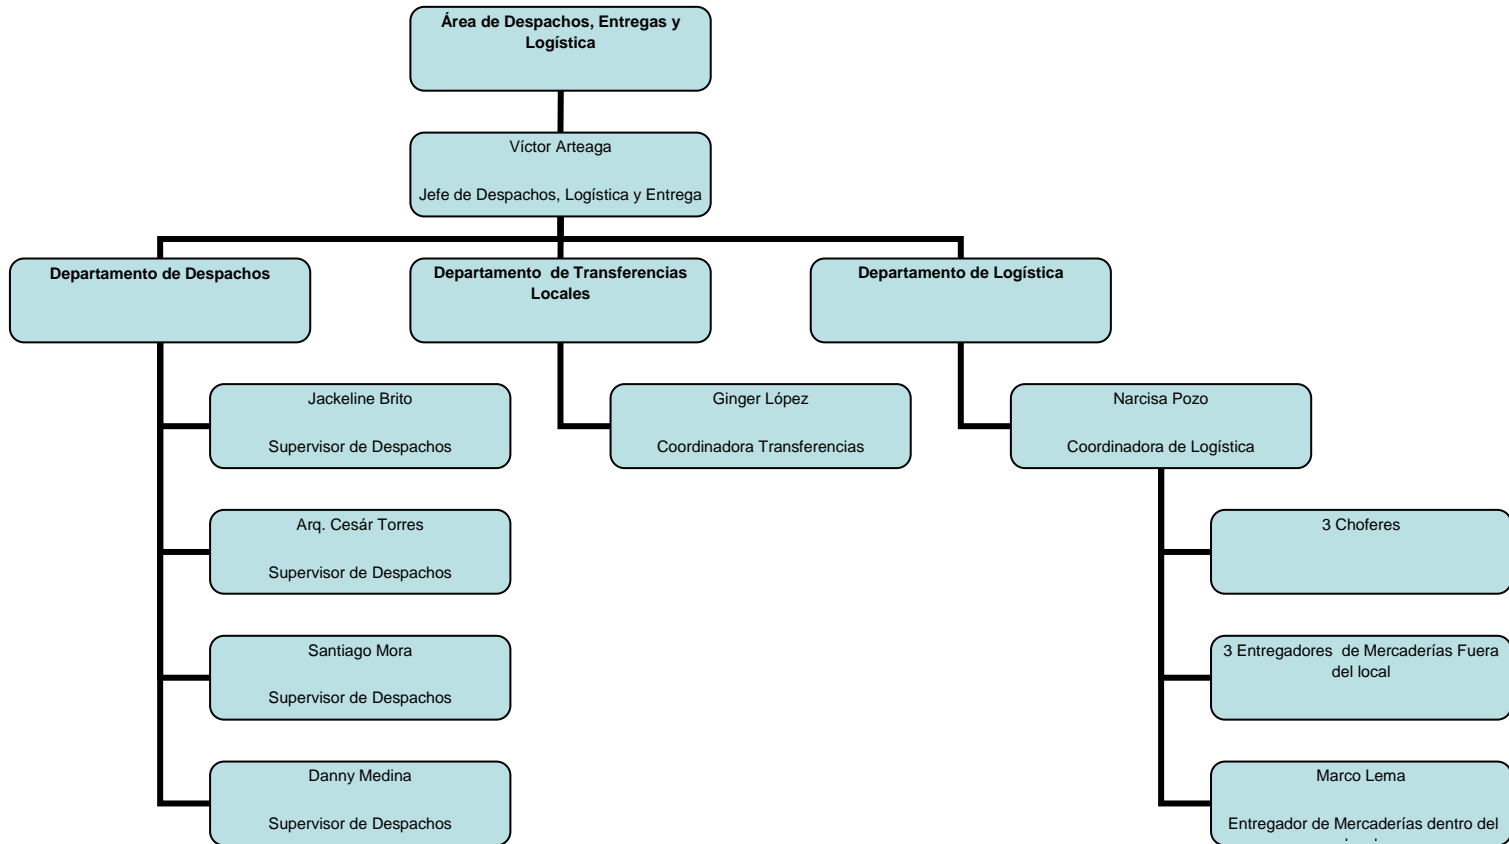 Área de Despachos, Entregas y
Logística
Víctor Arteaga
Jefe de Despachos, Logística y Entrega
Departamento de Despachos
Departamento de Transferencias
Locales
Departamento de Logística
Jackeline Brito
Supervisor de Despachos
Ginger López
Coordinadora Transferencias
Narcisa Pozo
Coordinadora de Logística
Arq. Cesár Torres
Supervisor de Despachos
3 Choferes
Santiago Mora
Supervisor de Despachos
3 Entregadores de Mercaderías Fuera
del local
Danny Medina
Supervisor de Despachos
Marco Lema
Entregador de Mercaderías dentro del